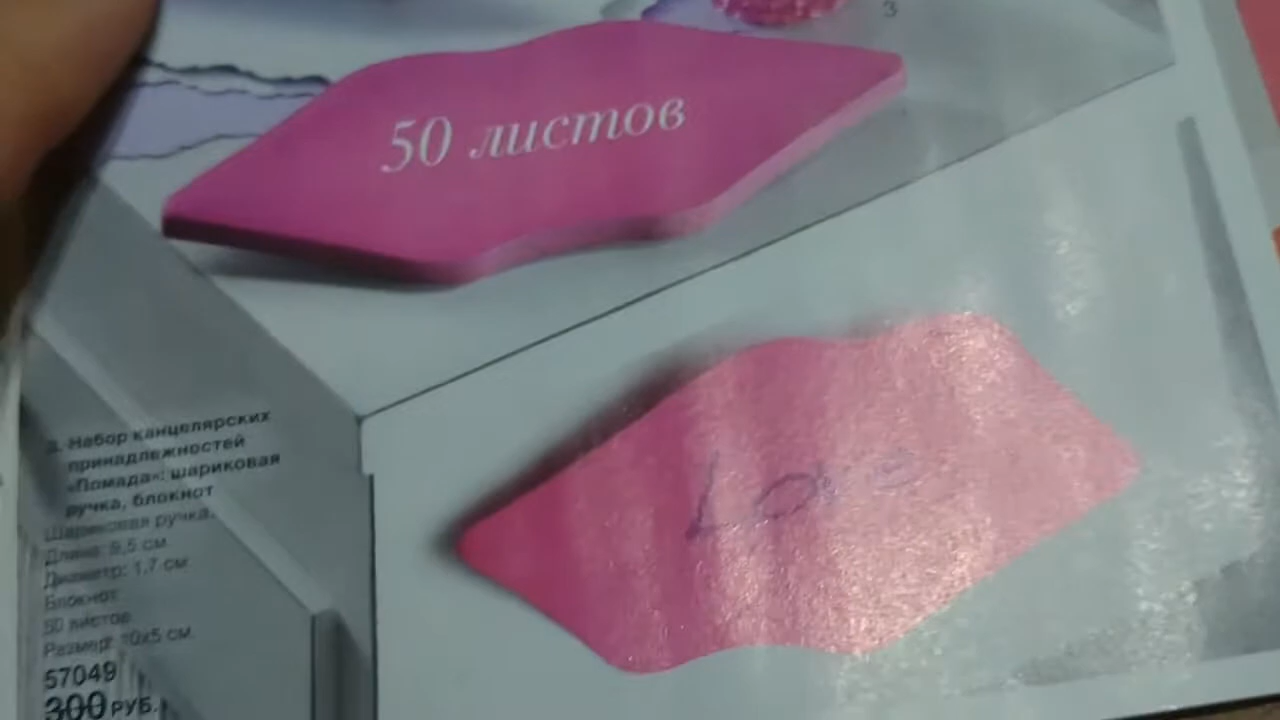 3
50 листов
Love
3. Набор канцелярских
принадлежностей
«Помада»: шариковая
ручка, блокнот
Шариковая ручка.
Длина: 9,5 см.
Диаметр: 1,7 см.
Блокнот.
50 листов.
Размер: 10x5 см.
57049
300 РУБ.